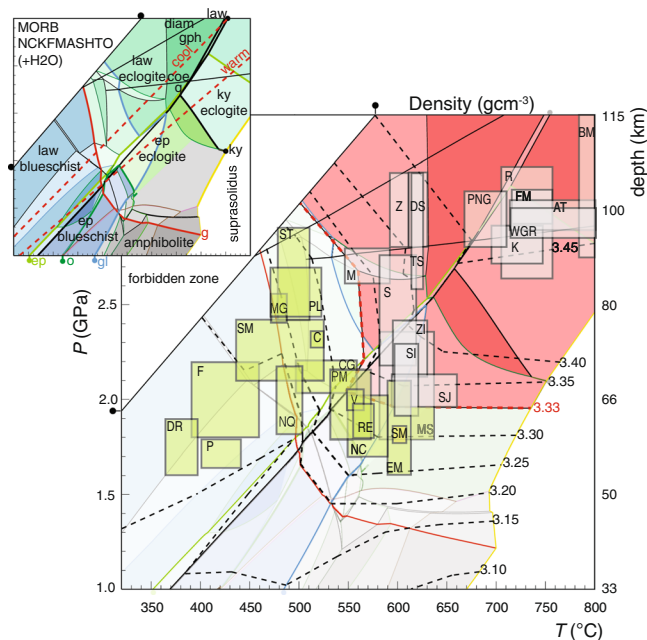 MORB
NCKFMASHTO
(+H2O)
law
diam
gph
cool
warm
law
eclogite
coe
q
ky
eclogite
law
blueschist
ep
eclogite
ky
suprasolidus
ep
blueschist
amphibolite
g
ep
o
gl
forbidden zone
Density (gcm-3)
115
100
80
66
50
33
depth (km)
BM
R
FM
PNG
AT
WGR
K
3.45
Z
DS
TS
ST
M
S
MG
PL
SM
C
ZI
SI
CG
3.40
3.35
F
PM
V
SJ
3.33
DR
NQ
RE
SM
MS
3.30
P
NC
EM
3.25
3.20
3.15
3.10
2.5
2.0
1.5
1.0
P (GPa)
350
400
450
500
550
600
650
700
750
800
T (°C)